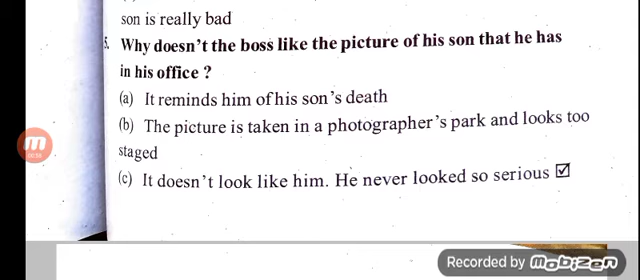 son is really bad
5. Why doesn't the boss like the picture of his son that he has
in his office ?
(a) It reminds him of his son's death
(b) The picture is taken in a photographer's park and looks too
staged
(c) It doesn't look like him. He never looked so serious ☑
Recorded by mobizen